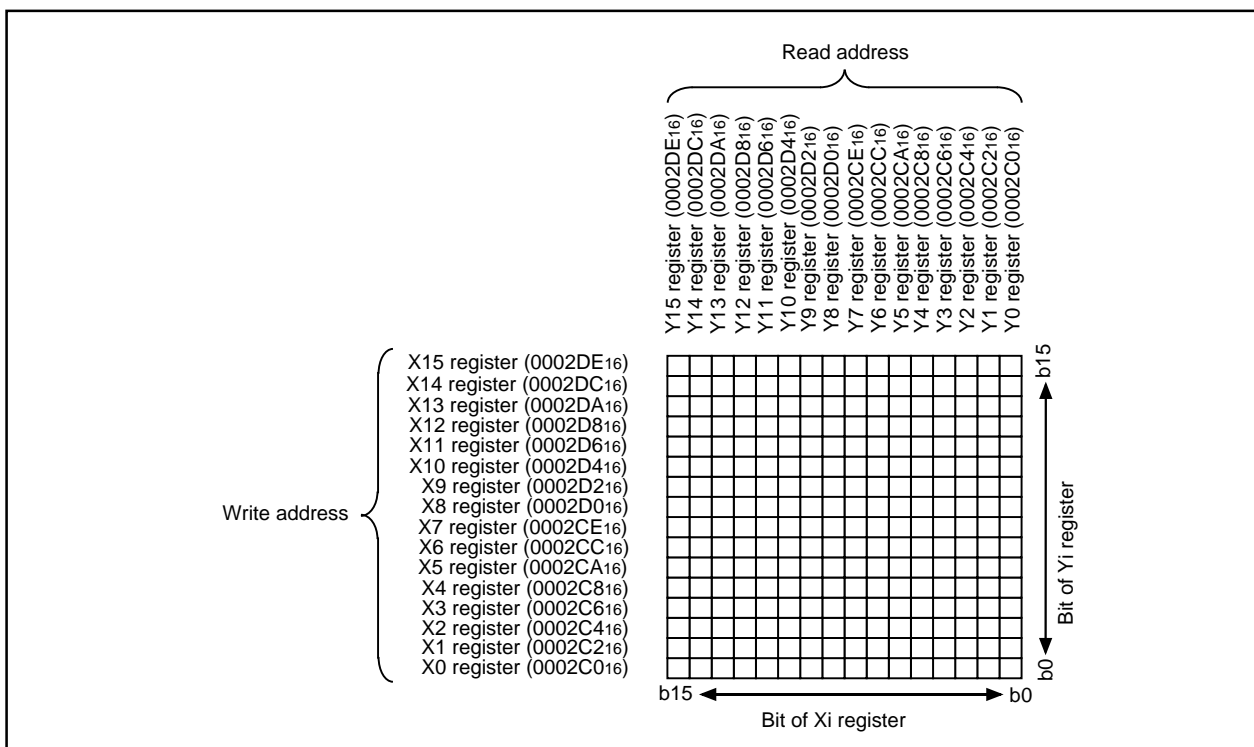 Read address
Y15 register (0002DE16)
Y14 register (0002DC16)
Y13 register (0002DA16)
Y12 register (0002D816)
Y11 register (0002D616)
Y10 register (0002D416)
Y9 register (0002D216)
Y8 register (0002D016)
Y7 register (0002CE16)
Y6 register (0002CC16)
Y5 register (0002CA16)
Y4 register (0002C816)
Y3 register (0002C616)
Y2 register (0002C416)
Y1 register (0002C216)
Y0 register (0002C016)
Write address
X15 register (0002DE16)
X14 register (0002DC16)
X13 register (0002DA16)
X12 register (0002D816)
X11 register (0002D616)
X10 register (0002D416)
X9 register (0002D216)
X8 register (0002D016)
X7 register (0002CE16)
X6 register (0002CC16)
X5 register (0002CA16)
X4 register (0002C816)
X3 register (0002C616)
X2 register (0002C416)
X1 register (0002C216)
X0 register (0002C016)
b15
Bit of Yi register
b0
b15
b0
Bit of Xi register